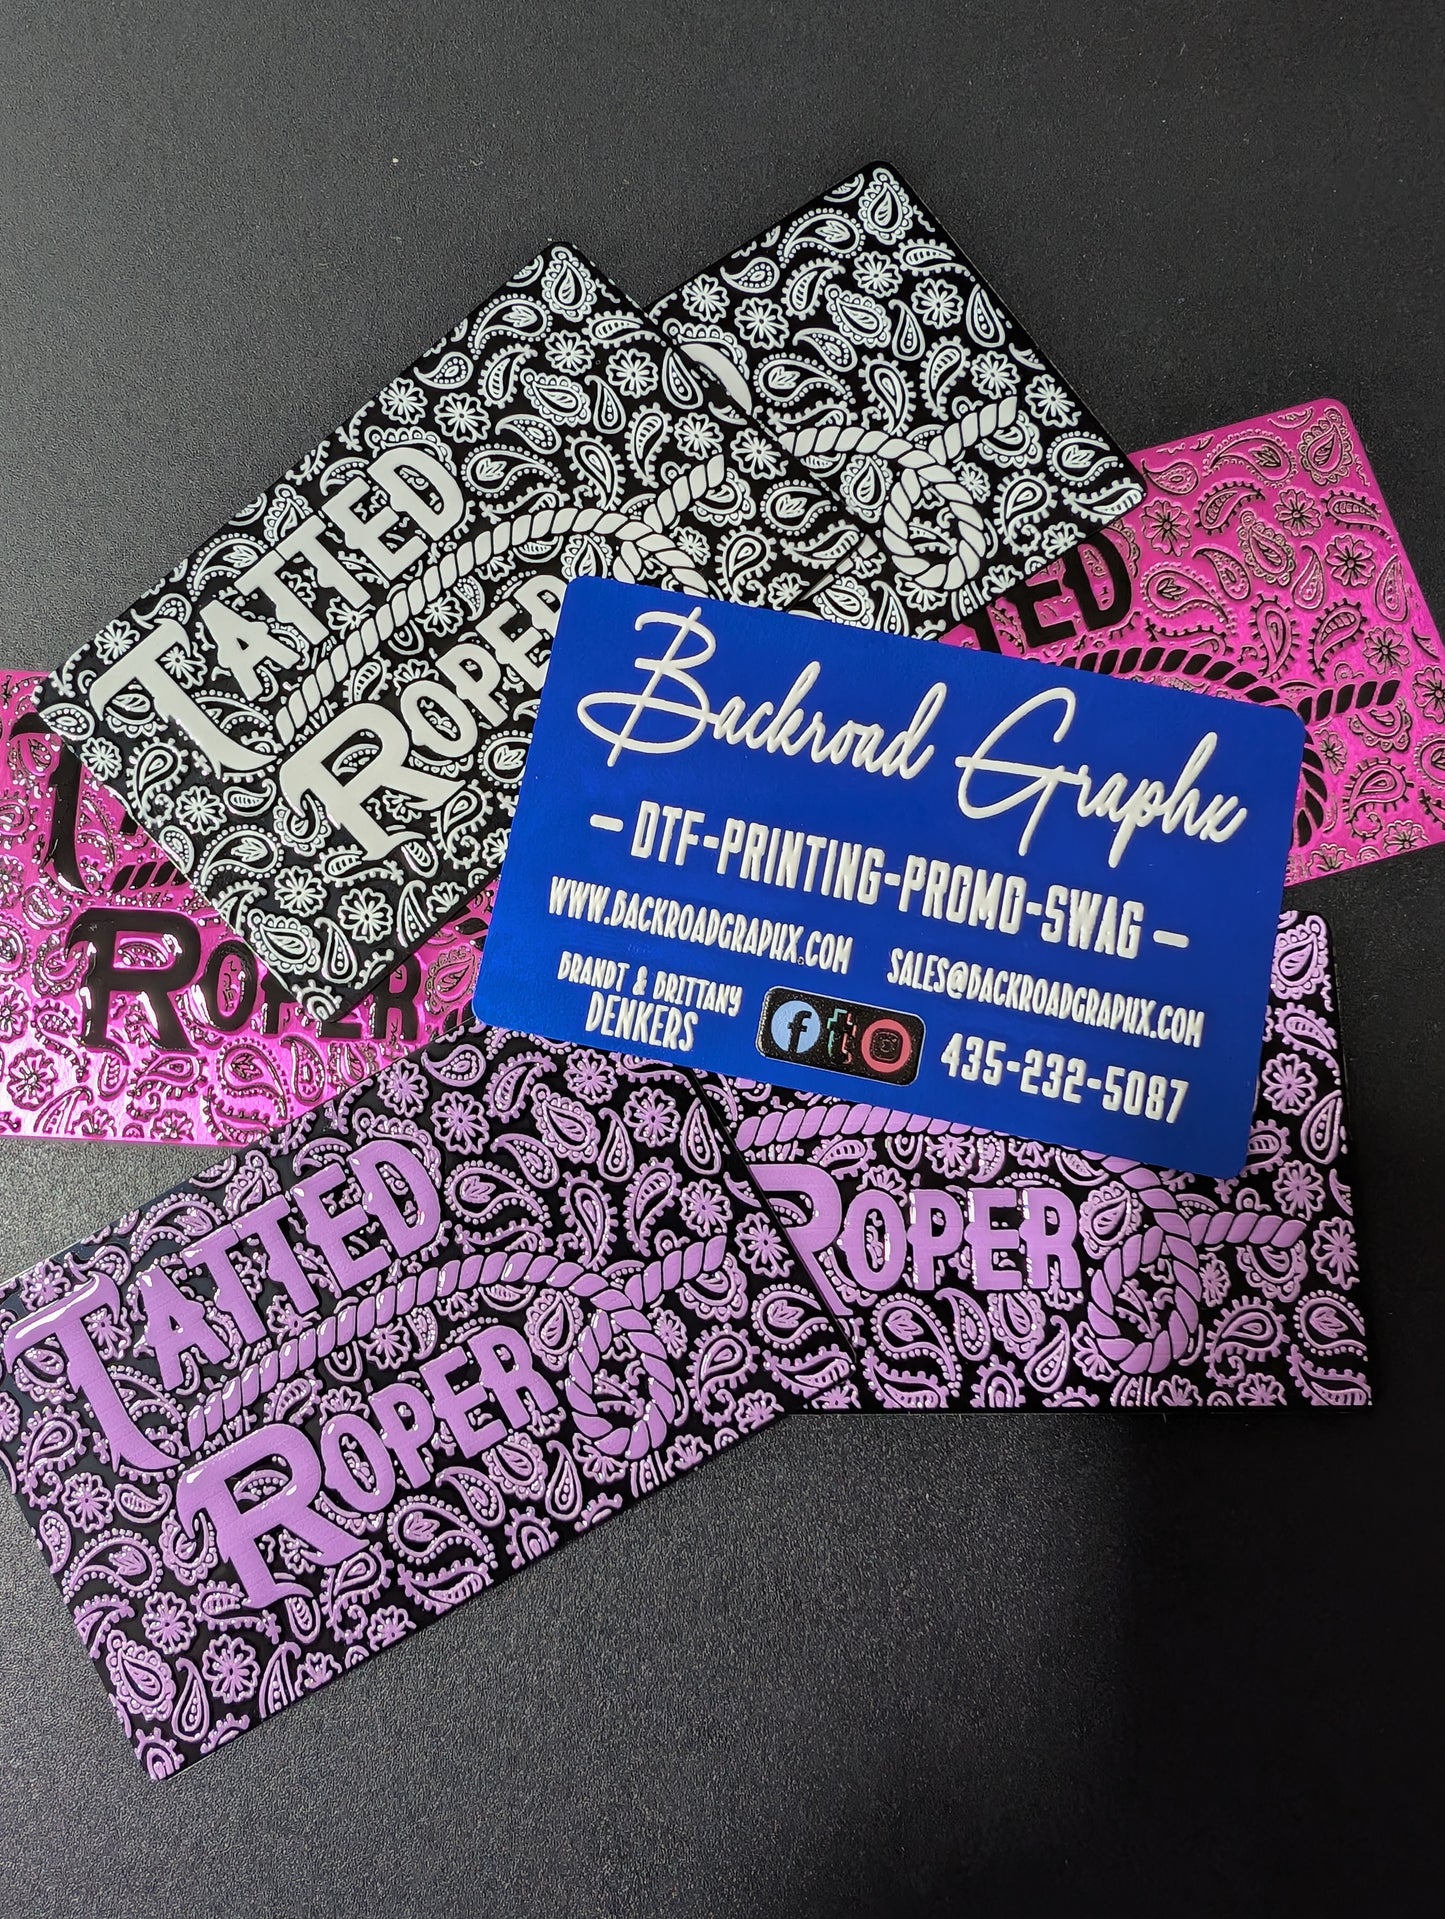 TATTED
ROPER
TED
ROPER
Backroad Graphx
- DTF-PRINTING-PROMO-SWAG -
WWW.BACKROADGRAPHX.COM
SALES@BACKROADGRAPHX.COM
BRANDT & BRITTANY
DENKERS
f t
435-232-5087
TATTED
ROPER
ROPER